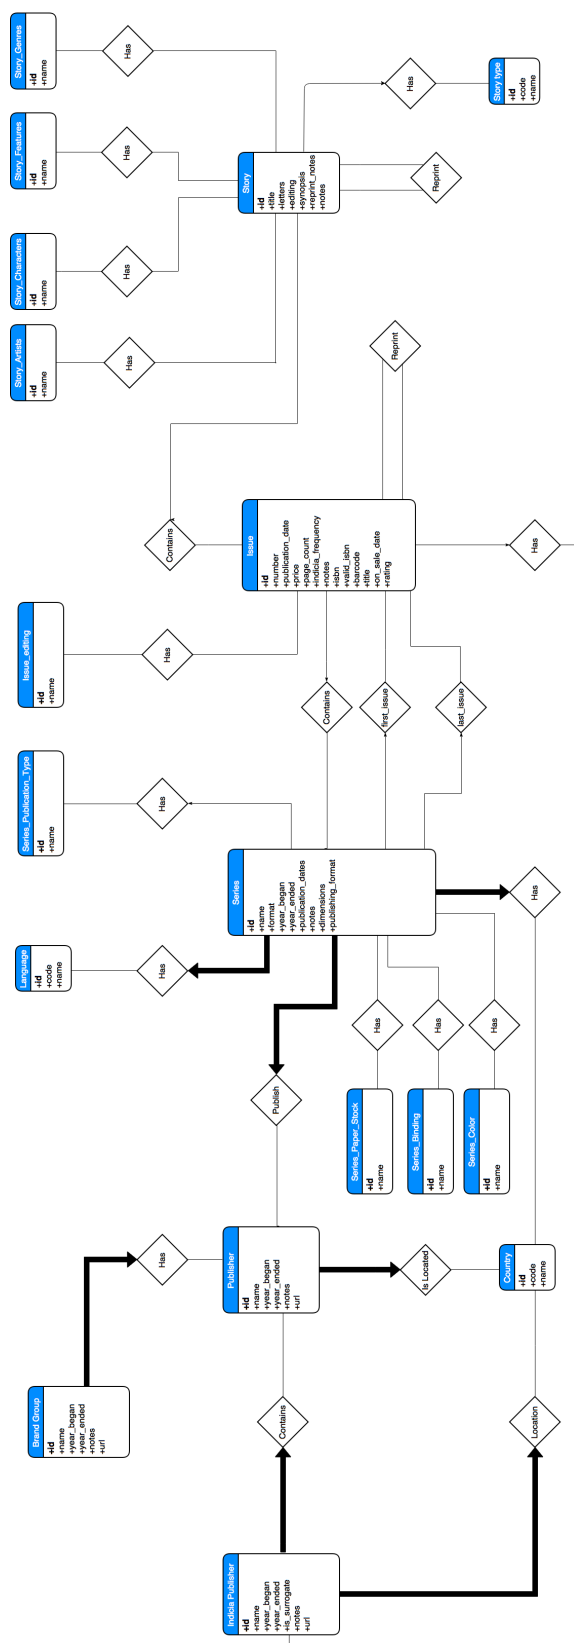 Story_Genres
+id
+name
Has
Story_Features
+id
+name
Has
Story_Characters
+id
+name
Has
Story_Artists
+id
+name
Has
Story
+id
+title
+letters
+editing
+synopsis
+reprint_notes
+notes
Has
Story type
+id
+code
+name
Reprint
Reprint
Contains
Issue
+id
+number
+publication_date
+price
+page_count
+indicia_frequency
+notes
+isbn
+valid_isbn
+barcode
+title
+on_sale_date
+rating
Has
Issue_editing
+id
+name
Has
Contains
first_issue
last_issue
Series_Publication_Type
+id
+name
Has
Series
+id
+name
+format
+year_began
+year_ended
+publication_dates
+notes
+dimensions
+publishing_format
Has
Language
+id
+code
+name
Has
Publish
Has
Has
Has
Series_Paper_Stock
+id
+name
Series_Binding
+id
+name
Series_Color
+id
+name
Has
Publisher
+id
+name
+year_began
+year_ended
+notes
+url
Is Located
Country
+id
+code
+name
Brand Group
+id
+name
+year_began
+year_ended
+notes
+url
Contains
Location
Indicia Publisher
+id
+name
+year_began
+year_ended
+is_surrogate
+notes
+url